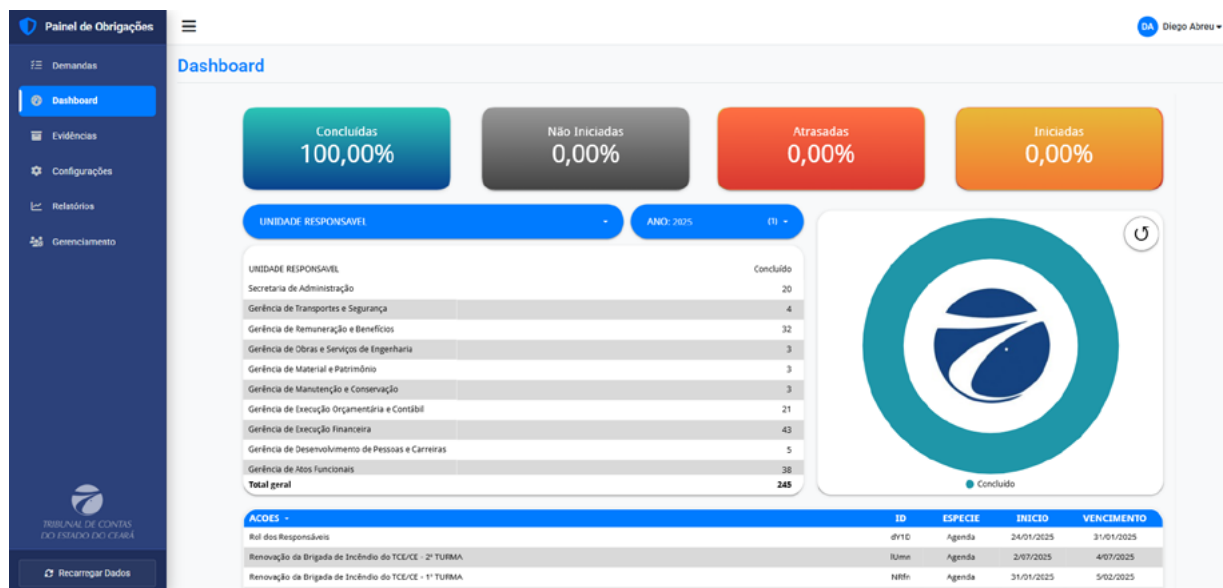 Painel de Obrigações
DA Diego Abreu
Demandas
Dashboard
Evidências
Configurações
Relatórios
Gerenciamento
TRIBUNAL DE CONTAS
DO ESTADO DO CEARÁ
Recarregar Dados
Dashboard
Concluídas
100,00%
Não Iniciadas
0,00%
Atrasadas
0,00%
Iniciadas
0,00%
UNIDADE RESPONSAVEL
ANO: 2025 (1)
UNIDADE RESPONSAVEL Concluído
Secretaria de Administração 20
Gerência de Transportes e Segurança 4
Gerência de Remuneração e Benefícios 32
Gerência de Obras e Serviços de Engenharia 3
Gerência de Material e Patrimônio 3
Gerência de Manutenção e Conservação 3
Gerência de Execução Orçamentária e Contábil 21
Gerência de Execução Financeira 43
Gerência de Desenvolvimento de Pessoas e Carreiras 5
Gerência de Atos Funcionais 38
Total geral 245
Concluído
ACOES ID ESPECIE INICIO VENCIMENTO
Rol dos Responsáveis dY1D Agenda 24/01/2025 31/01/2025
Renovação da Brigada de Incêndio do TCE/CE - 2ª TURMA Agenda 2/07/2025 4/07/2025
Renovação da Brigada de Incêndio do TCE/CE - 1ª TURMA NRfn Agenda 31/01/2025 5/02/2025